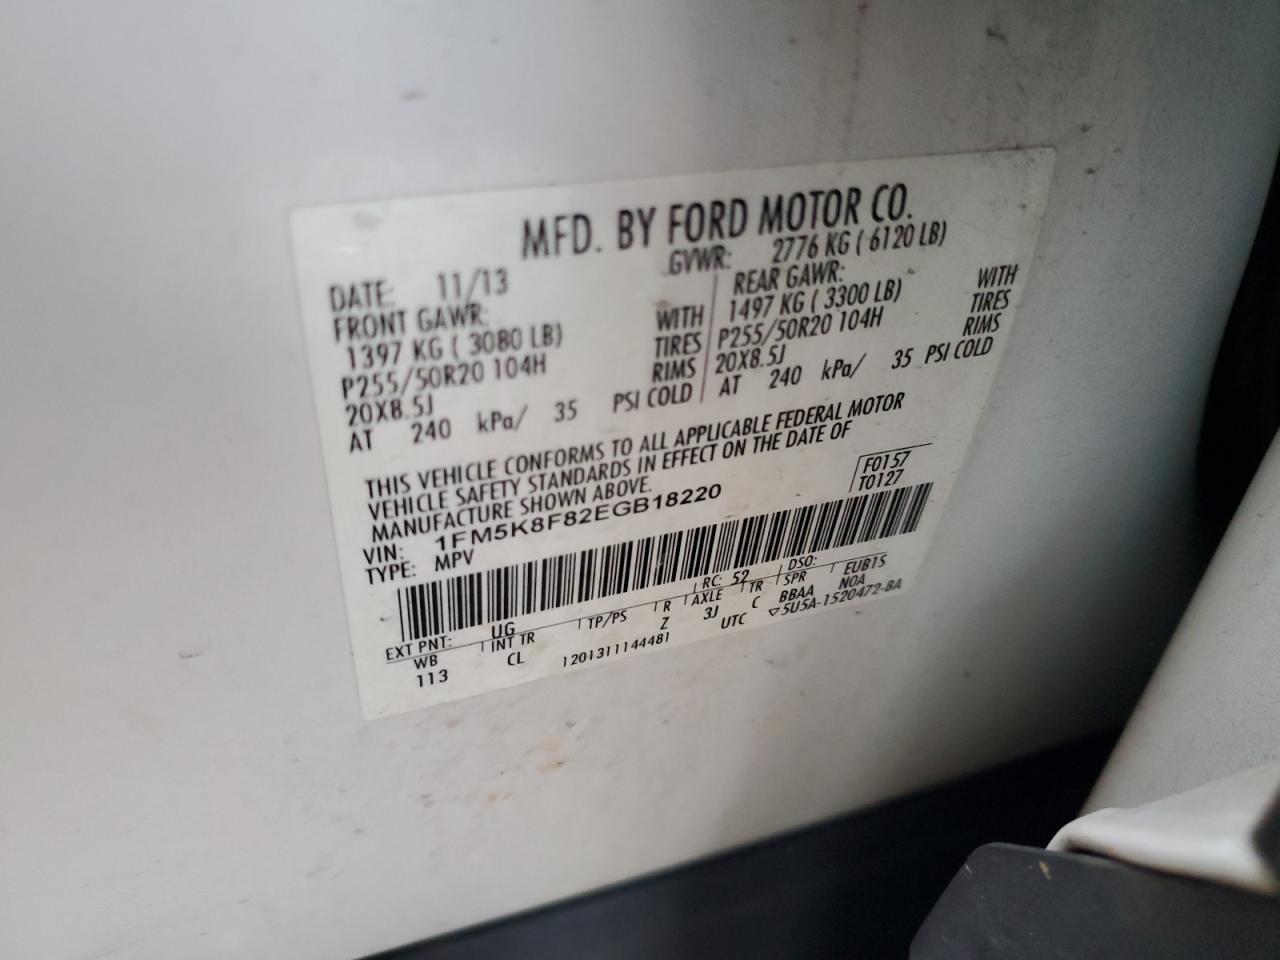 MFD. BY FORD MOTOR CO.
DATE: 11/13 GVWR: 2776 KG ( 6120 LB)
FRONT GAWR: REAR GAWR:
1397 KG ( 3080 LB) WITH 1497 KG ( 3300 LB) WITH
P255/50R20 104H TIRES P255/50R20 104H TIRES
20X8.5J RIMS 20X8.5J RIMS
AT 240 kPa/ 35 PSI COLD AT 240 kPa/ 35 PSI COLD
THIS VEHICLE CONFORMS TO ALL APPLICABLE FEDERAL MOTOR
VEHICLE SAFETY STANDARDS IN EFFECT ON THE DATE OF
MANUFACTURE SHOWN ABOVE.
F0157
T0127
VIN: 1FM5K8F82EGB18220
TYPE: MPV
EXT PNT: UG RC: 52 DSO:
WB INT TR TP/PS R AXLE TR SPR EUB1S
113 CL Z 3J C BBAA N0A
1201311144481 UTC ▽5U5A-1520472-BA